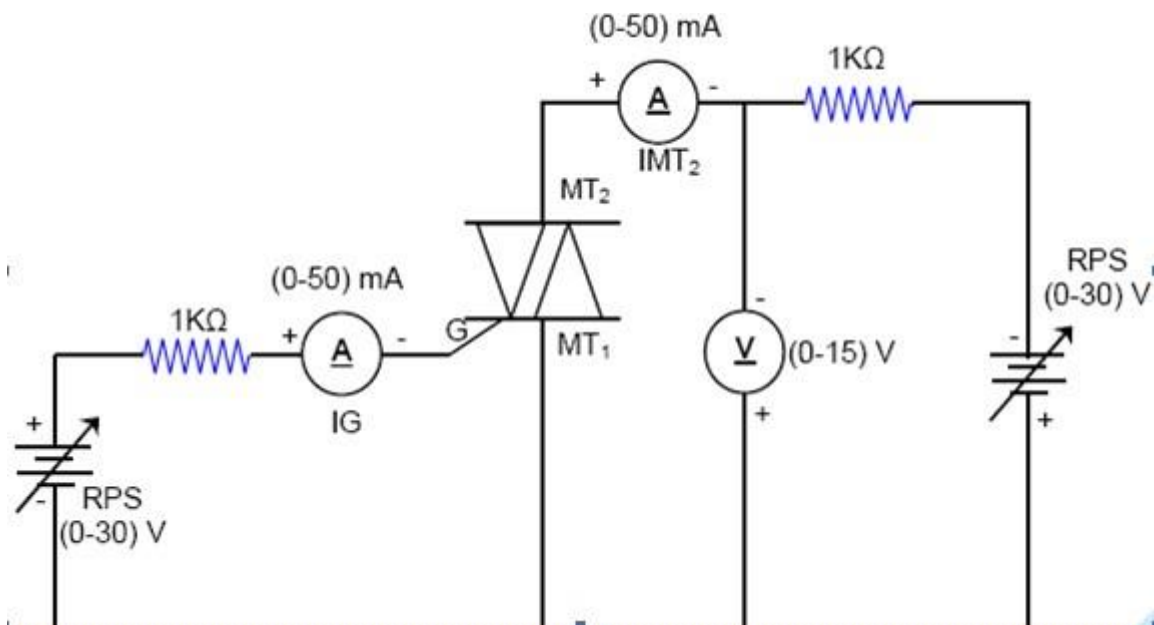 (0-50) mA
1KΩ
+ A -
IMT₂
MT₂
(0-50) mA
RPS
(0-30) V
1KΩ
-
+ A -
G
MT₁
V
(0-15) V
-
IG
+
+
+
-
RPS
(0-30) V